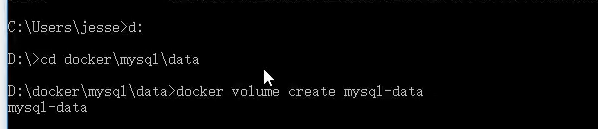 C:\Users\jesse>d:
D:\>cd docker\mysql\data
D:\docker\mysql\data>docker volume create mysql-data
mysql-data